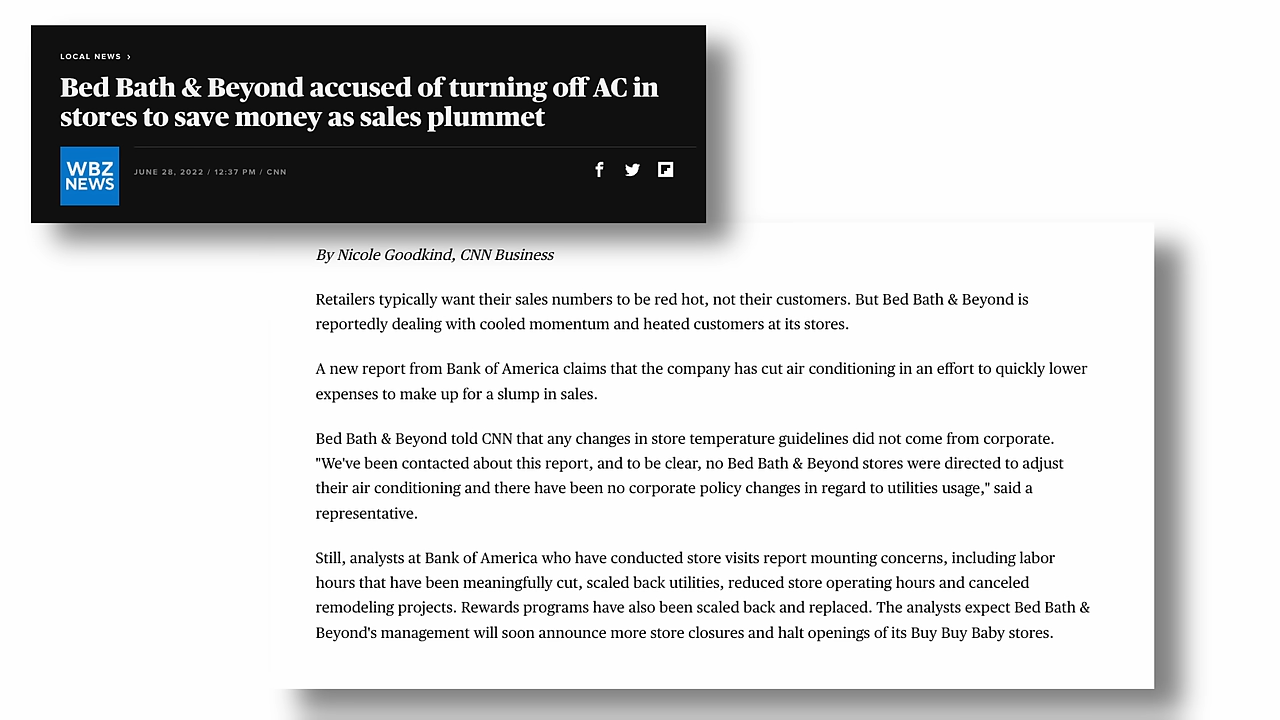 LOCAL NEWS ›
Bed Bath & Beyond accused of turning off AC in
stores to save money as sales plummet
WBZ
NEWS
JUNE 28, 2022 / 12:37 PM / CNN
By Nicole Goodkind, CNN Business
Retailers typically want their sales numbers to be red hot, not their customers. But Bed Bath & Beyond is
reportedly dealing with cooled momentum and heated customers at its stores.
A new report from Bank of America claims that the company has cut air conditioning in an effort to quickly lower
expenses to make up for a slump in sales.
Bed Bath & Beyond told CNN that any changes in store temperature guidelines did not come from corporate.
"We've been contacted about this report, and to be clear, no Bed Bath & Beyond stores were directed to adjust
their air conditioning and there have been no corporate policy changes in regard to utilities usage," said a
representative.
Still, analysts at Bank of America who have conducted store visits report mounting concerns, including labor
hours that have been meaningfully cut, scaled back utilities, reduced store operating hours and canceled
remodeling projects. Rewards programs have also been scaled back and replaced. The analysts expect Bed Bath &
Beyond's management will soon announce more store closures and halt openings of its Buy Buy Baby stores.